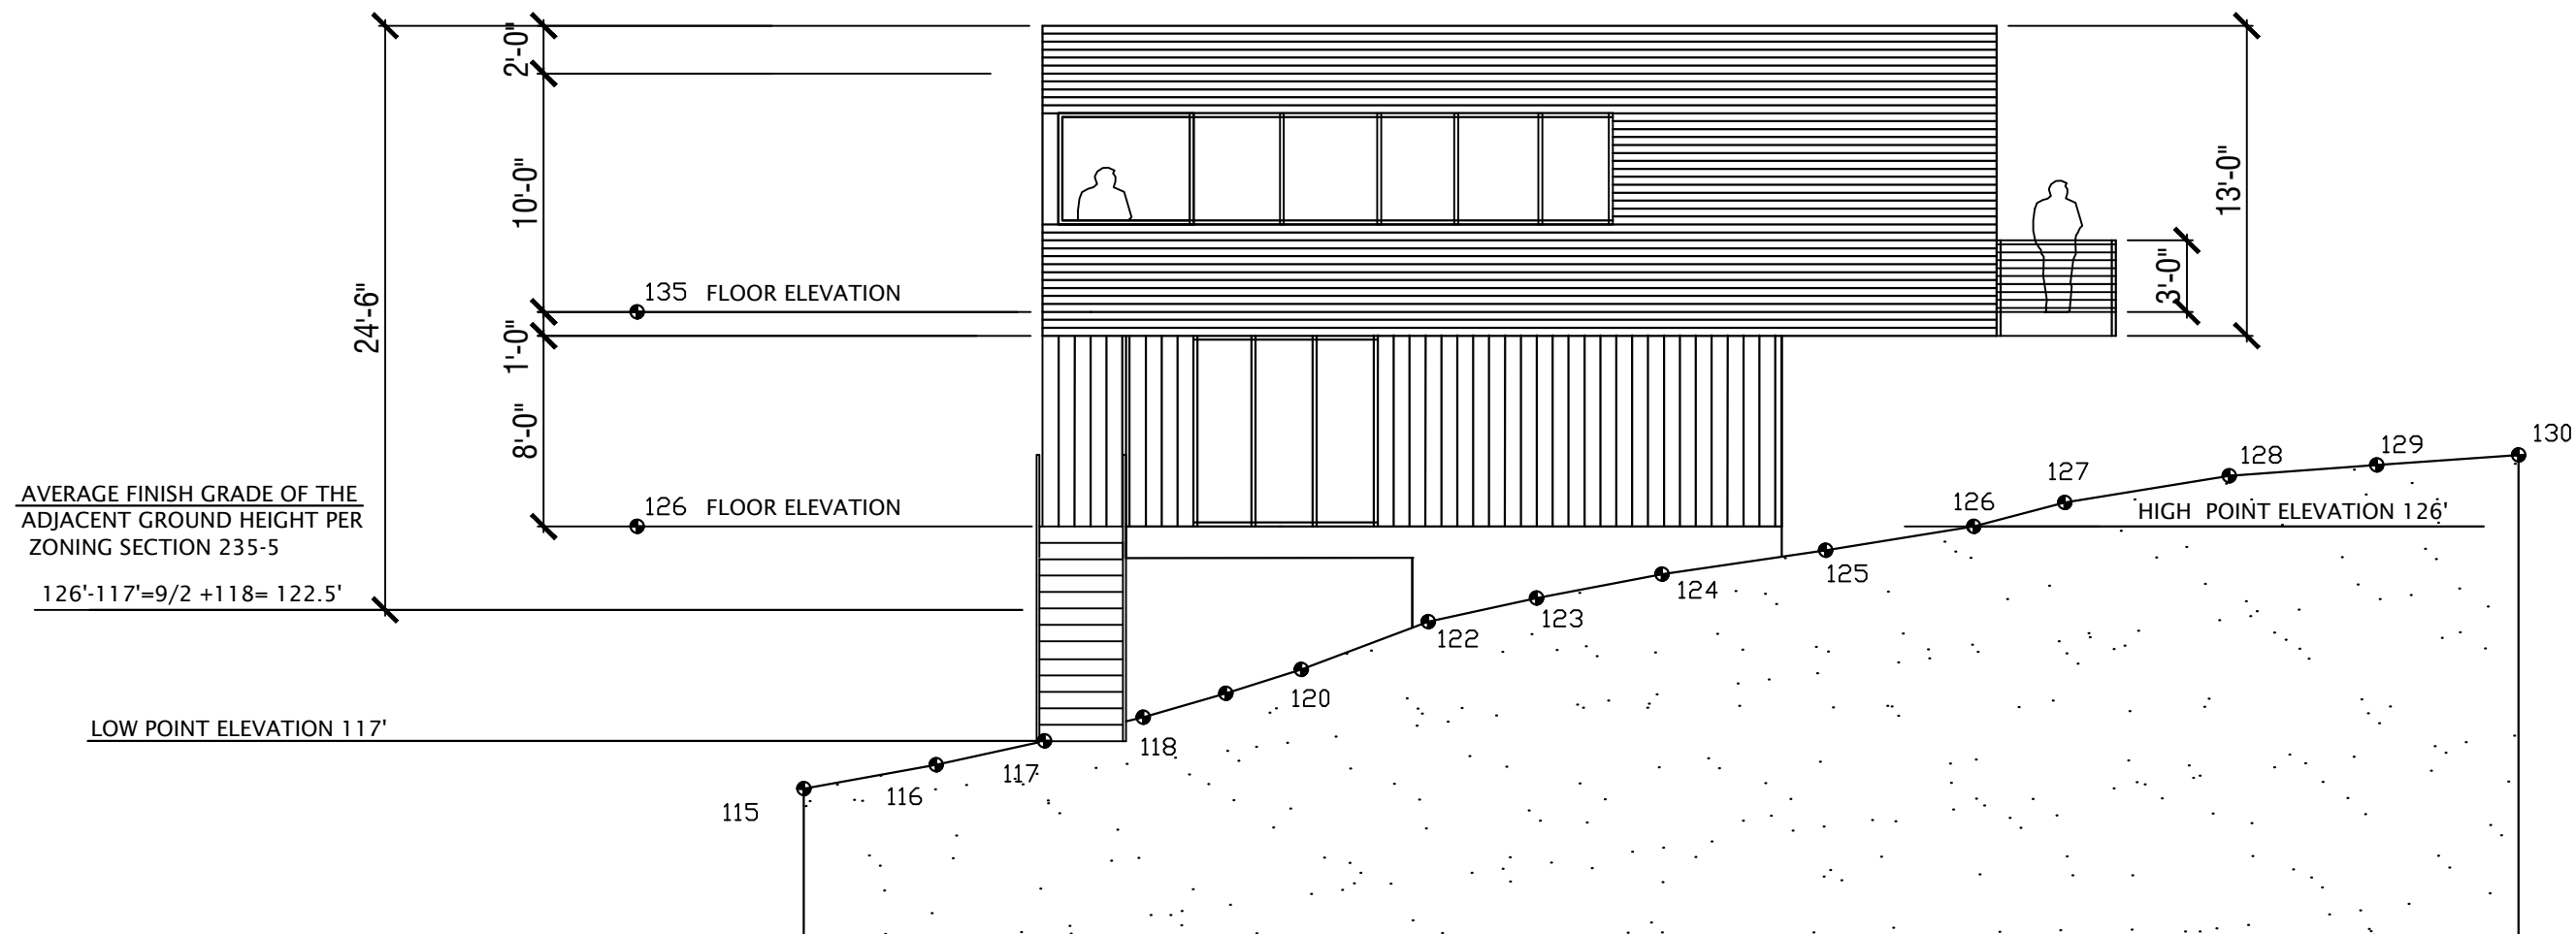 2'-0"
10'-0"
13'-0"
3'-0"
24'-6"
135 FLOOR ELEVATION
1'-0"
8'-0"
130
129
128
127
AVERAGE FINISH GRADE OF THE
ADJACENT GROUND HEIGHT PER
ZONING SECTION 235-5
126 FLOOR ELEVATION
126
HIGH POINT ELEVATION 126'
125
126'-117'=9/2 +118= 122.5'
124
123
122
120
LOW POINT ELEVATION 117'
118
117
116
115